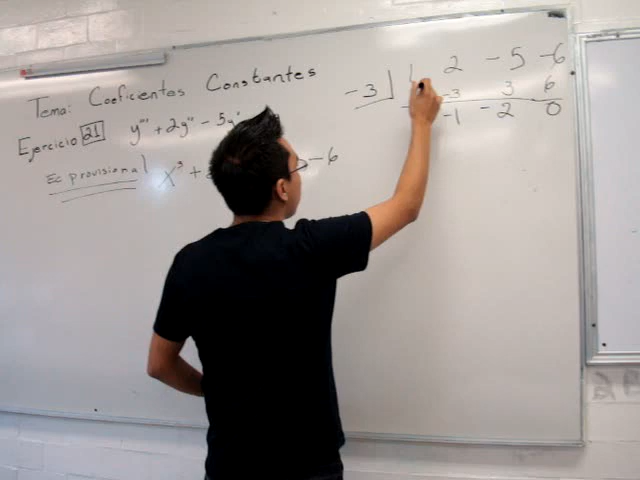 Tema: Coeficientes Constantes
Ejercicio 21 y''' + 2y'' - 5y'
Ec provisional x³ + - 6
-3 | 1 2 -5 -6
-3 3 6
-1 -2 0